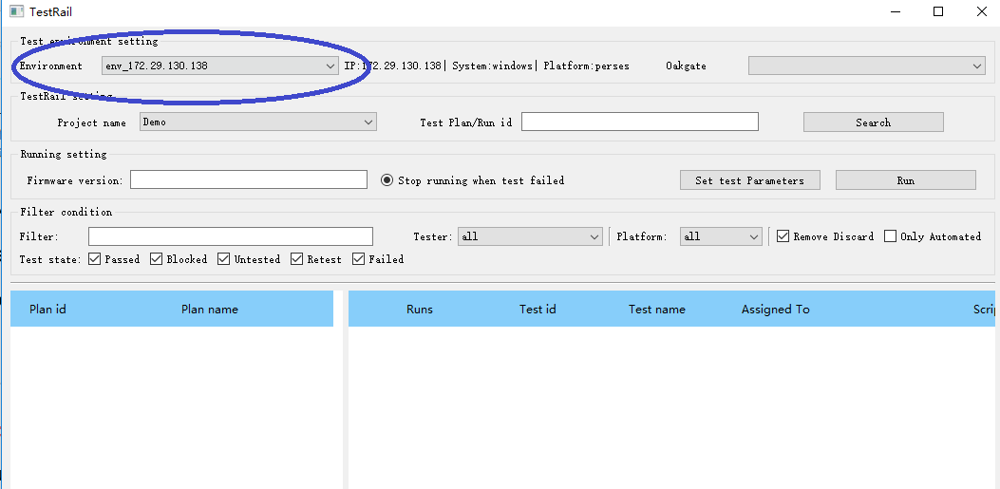 TestRail
Test environment setting
Environment env_172.29.130.138 IP:172.29.130.138| System:windows| Platform:perses Oakgate
TestRail setting
Project name Demo Test Plan/Run id Search
Running setting
Firmware version: Stop running when test failed Set test Parameters Run
Filter condition
Filter: Tester: all Platform: all Remove Discard Only Automated
Test state: Passed Blocked Untested Retest Failed
Plan id Plan name Runs Test id Test name Assigned To Scrip